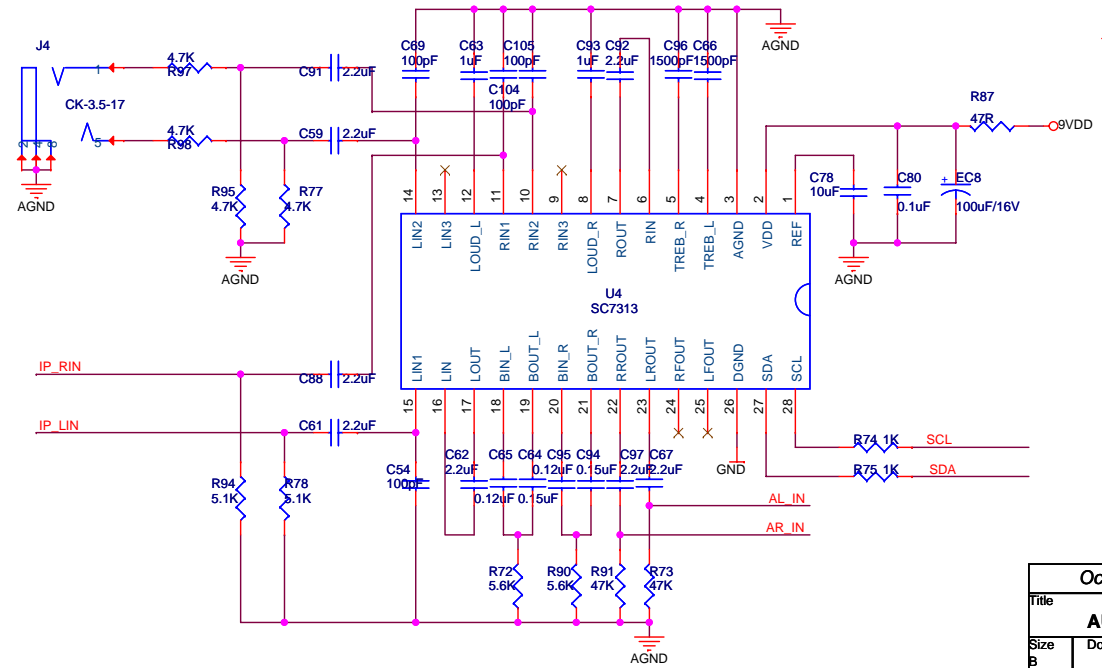 J4
CK-3.5-17
1
5
2
4
AGND
4.7K
R97
4.7K
R98
C91
2.2uF
C59
2.2uF
R95
4.7K
R77
4.7K
AGND
C69
100pF
C63
1uF
C105
100pF
C104
100pF
C93
1uF
C92
2.2uF
C96
1500pF
C66
1500pF
AGND
R87
47R
9VDD
C78
10uF
C80
0.1uF
+
EC8
100uF/16V
AGND
14
13
12
11
10
9
8
7
6
5
4
3
2
1
LIN2
LIN3
LOUD_L
RIN1
RIN2
RIN3
LOUD_R
ROUT
RIN
TREB_R
TREB_L
AGND
VDD
REF
U4
SC7313
LIN1
LIN
LOUT
BIN_L
BOUT_L
BIN_R
BOUT_R
RROUT
LROUT
RFOUT
LFOUT
DGND
SDA
SCL
15
16
17
18
19
20
21
22
23
24
25
26
27
28
IP_RIN
C88
2.2uF
IP_LIN
C61
2.2uF
R94
5.1K
R78
5.1K
C54
100pF
C62
2.2uF
C65
0.12uF
C64
0.15uF
C95
0.12uF
C94
0.15uF
C97
2.2uF
C67
2.2uF
GND
R74 1K
SCL
R75 1K
SDA
AL_IN
AR_IN
R72
5.6K
R90
5.6K
R91
47K
R73
47K
AGND
Title
Size
B